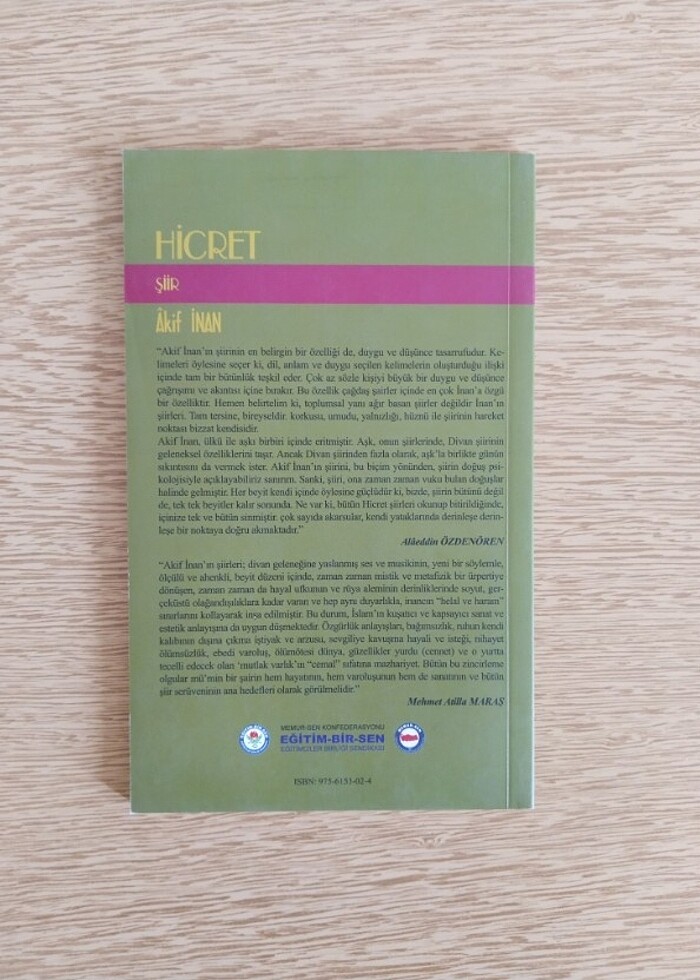 HİCRET
ŞİİR
Âkif İNAN
"Akif İnan'ın şiirinin en belirgin bir özelliği de, duygu ve düşünce tasarrufudur. Ke-
limeleri öylesine seçer ki, dil, anlam ve duygu seçilen kelimelerin oluşturduğu ilişki
içinde tam bir bütünlük teşkil eder. Çok az sözle kişiyi büyük bir duygu ve düşünce
çağrışımı ve akıntısı içine bırakır. Bu özellik çağdaş şairler içinde en çok İnan'a özgü
bir özelliktir. Hemen belirtelim ki, toplumsal yanı ağır basan şiirler değildir İnan'ın
şiirleri. Tam tersine, bireyseldir. korkusu, umudu, yalnızlığı, hüznü ile şiirinin hareket
noktası bizzat kendisidir.
Akif İnan, ülkü ile aşkı birbiri içinde eritmiştir. Aşk, onun şiirlerinde, Divan şiirinin
geleneksel özelliklerini taşır. Ancak Divan şiirinden fazla olarak, aşk'la birlikte günün
sıkıntısını da vermek ister. Akif İnan'ın şiirini, bu biçim yönünden, şiirin doğuş psi-
kolojisiyle açıklayabiliriz sanırım. Sanki, şiiri, ona zaman zaman vuku bulan doğuşlar
halinde gelmiştir. Her beyit kendi içinde öylesine güçlüdür ki, bizde, şiirin bütünü değil
de, tek tek beyitler kalır sonunda. Ne var ki, bütün Hicret şiirleri okunup bitirildiğinde,
içinize tek ve bütün sinmiştir. çok sayıda akarsular, kendi yataklarında derinleşe derin-
leşe bir noktaya doğru akmaktadır."
Alâeddin ÖZDENÖREN
"Akif İnan'ın şiirleri; divan geleneğine yaslanmış ses ve musikinin, yeni bir söylemle,
ölçülü ve ahenkli, beyit düzeni içinde, zaman zaman mistik ve metafizik bir ürpertiye
dönüşen, zaman zaman da hayal ufkunun ve rüya aleminin derinliklerinde soyut, ger-
çeküstü olağandışılıklara kadar varan ve hep aynı duyarlıkla, inancın "helal ve haram"
sınırlarını kollayarak inşa edilmiştir. Bu durum, İslam'ın kuşatıcı ve kapsayıcı sanat ve
estetik anlayışına da uygun düşmektedir. Özgürlük anlayışları, bağımsızlık, ruhun kendi
kalıbının dışına çıkma iştiyak ve arzusu, sevgiliye kavuşma hayali ve isteği, nihayet
ölümsüzlük, ebedi varoluş, ölümötesi dünya, güzellikler yurdu (cennet) ve o yurtta
tecelli edecek olan 'mutlak varlık'ın "cemal" sıfatına mazhariyet. Bütün bu zincirleme
olgular mü'min bir şairin hem hayatının, hem varoluşunun hem de sanatının ve bütün
şiir serüveninin ana hedefleri olarak görülmelidir."
Mehmet Atilla MARAŞ
MEMUR-SEN KONFEDERASYONU
EĞİTİM-BİR-SEN
EĞİTİMCİLER BİRLİĞİ SENDİKASI
ISBN: 975-6153-02-4